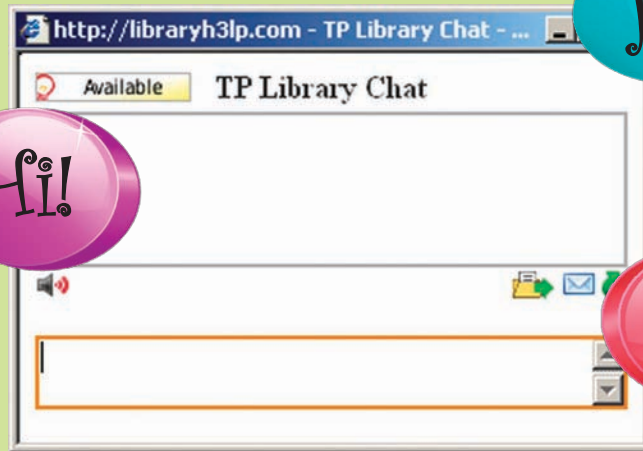 http://libraryh3lp.com - TP Library Chat - ...
Available
TP Library Chat
Hi!